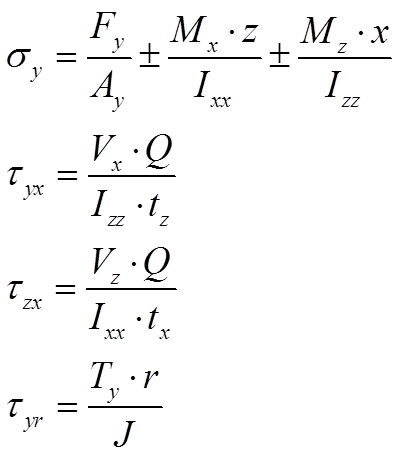 σ_y = F_y / A_y ± M_x · z / I_xx ± M_z · x / I_zz
τ_yx = V_x · Q / I_zz · t_z
τ_zx = V_z · Q / I_xx · t_x
τ_yr = T_y · r / J